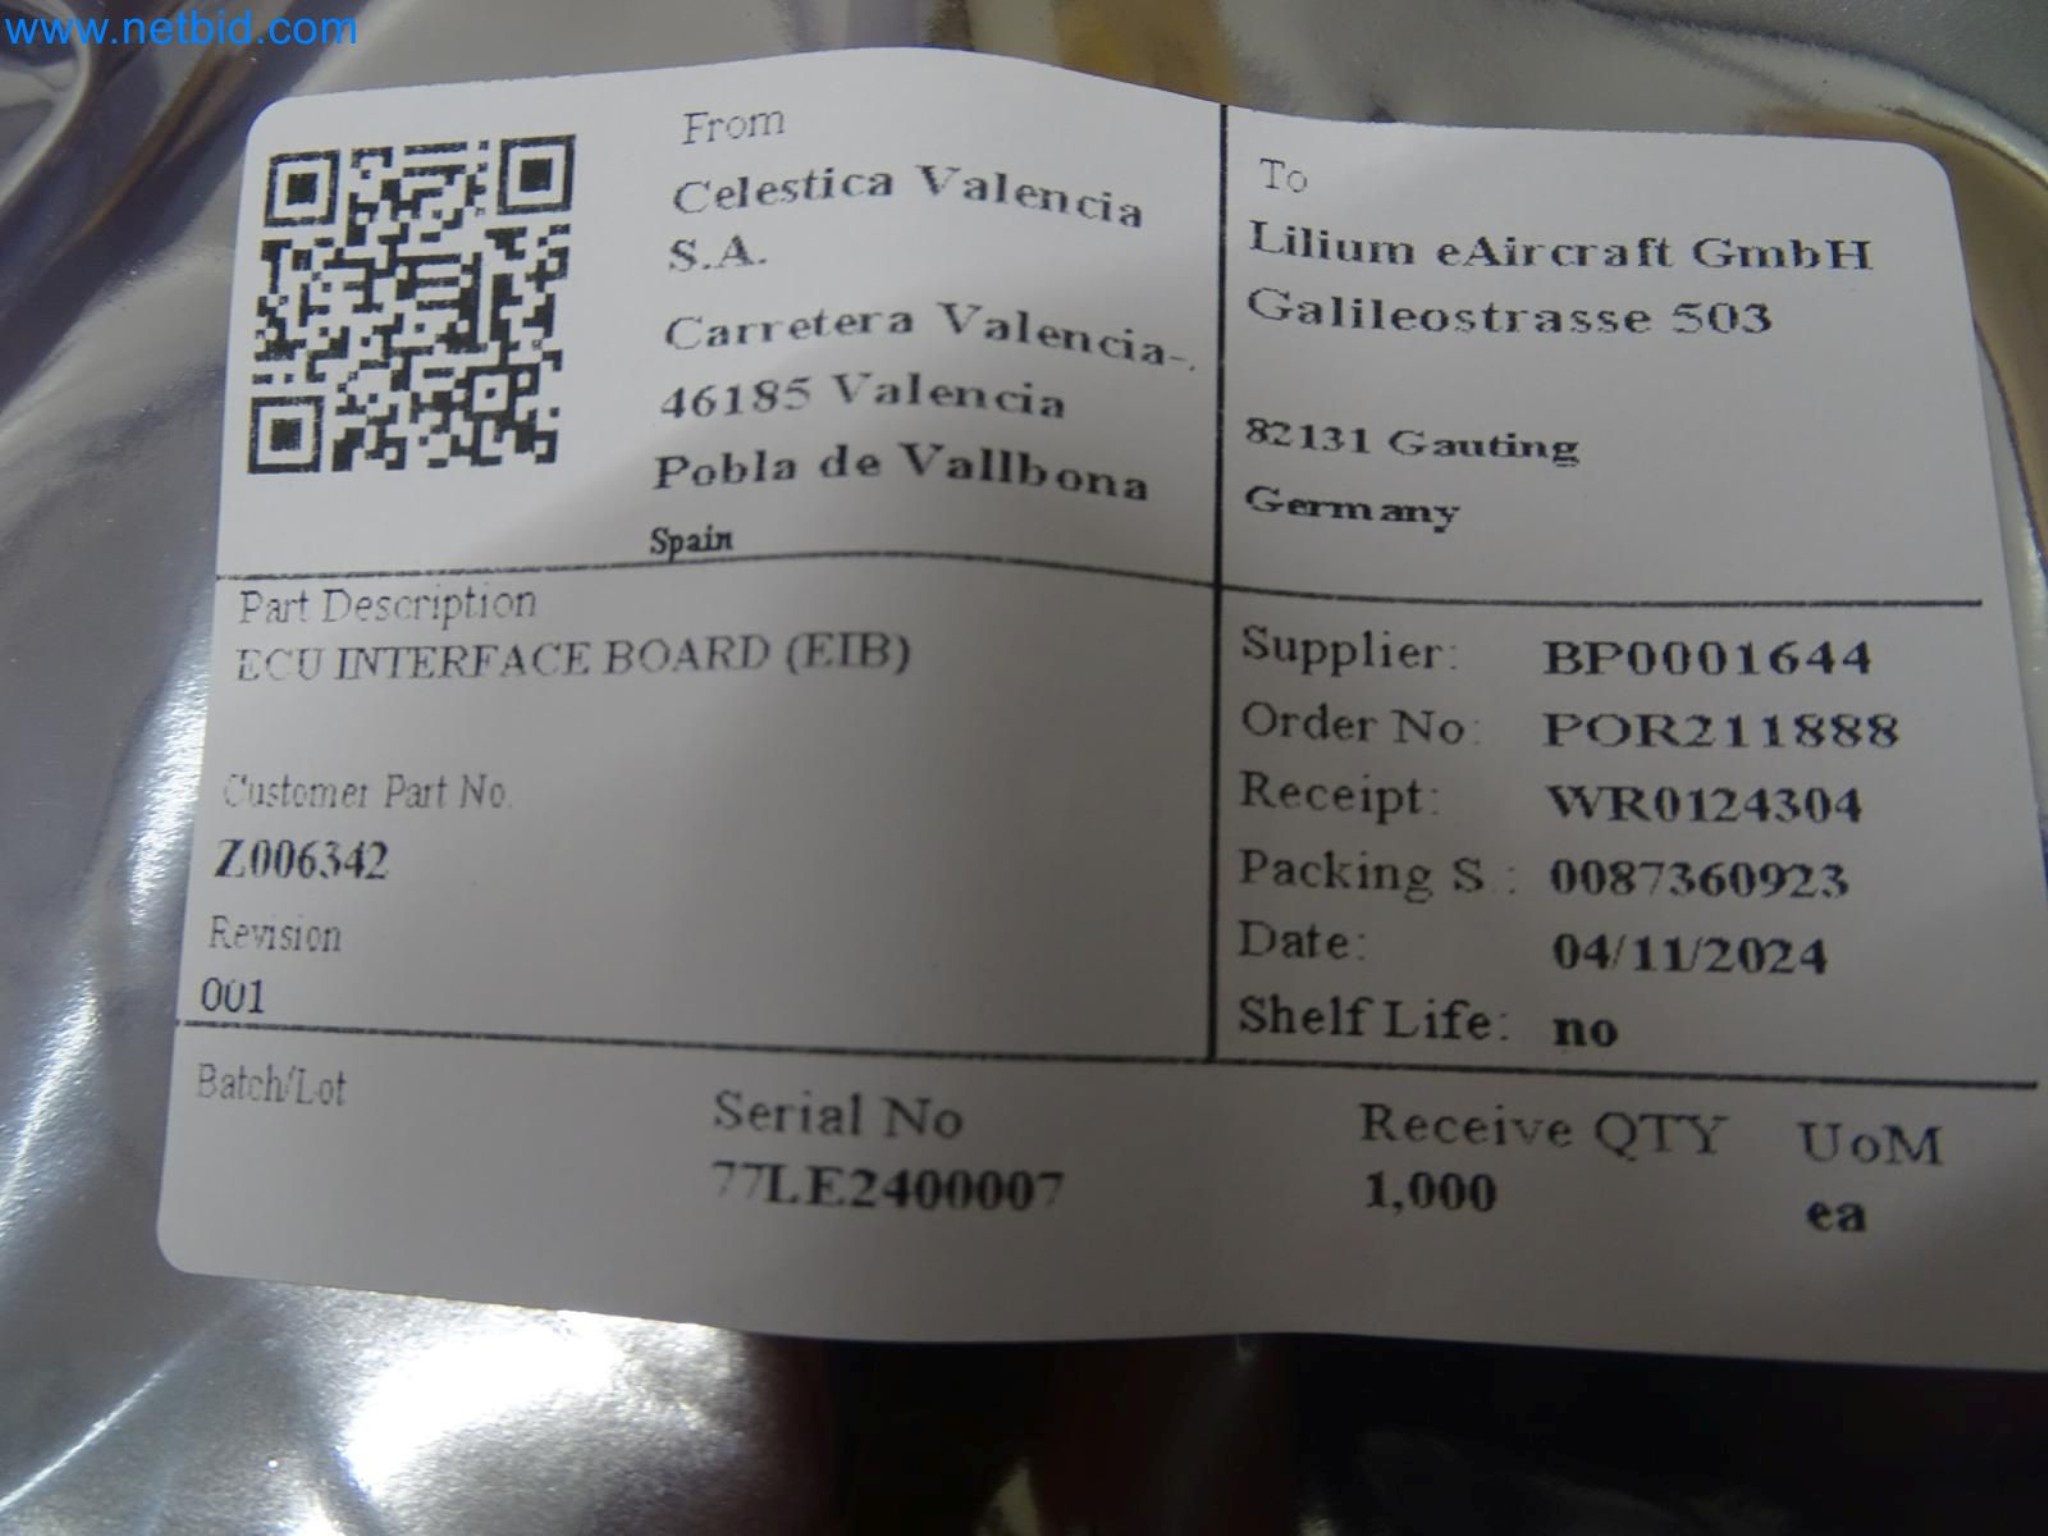 www.netbid.com
From
Celestica Valencia
S.A.
Carretera Valencia-.
46185 Valencia
Pobla de Vallbona
Spain
To
Lilium eAircraft GmbH
Galileostrasse 503
82131 Gauting
Germany
Part Description
ECU INTERFACE BOARD (EIB)
Customer Part No.
Z006342
Revision
001
Supplier: BP0001644
Order No: POR211888
Receipt: WR0124304
Packing S : 0087360923
Date: 04/11/2024
Shelf Life: no
Batch/Lot
Serial No
77LE2400007
Receive QTY
1,000
UoM
ea